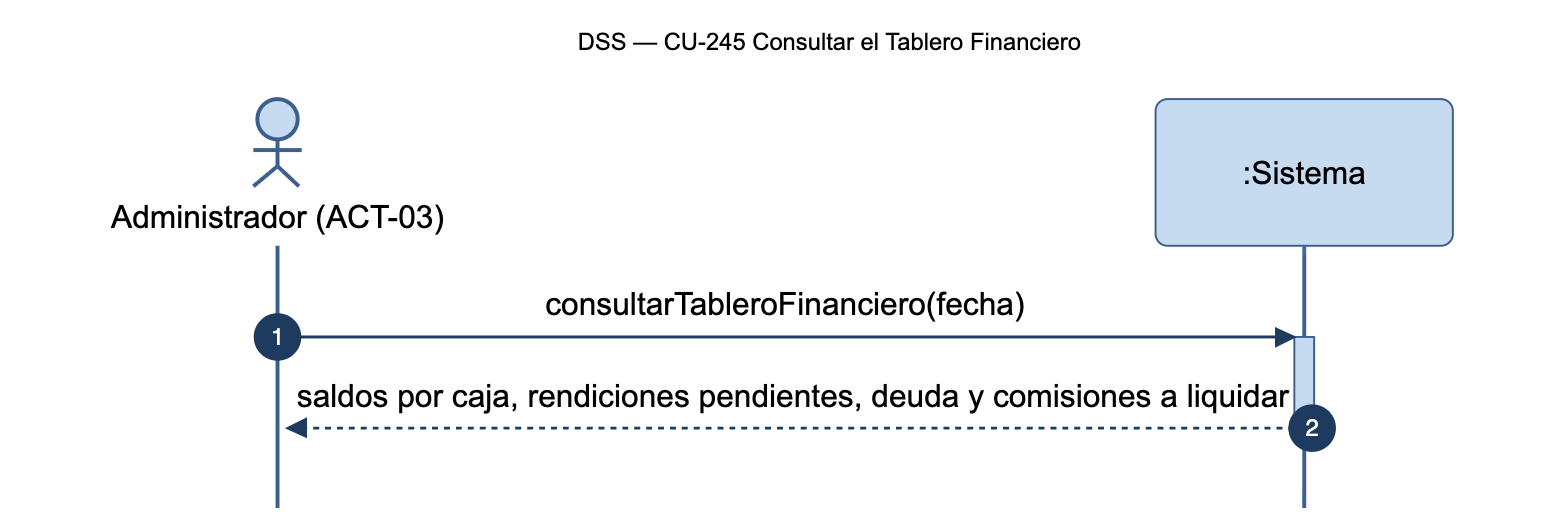 DSS — CU-245 Consultar el Tablero Financiero
:Sistema
Administrador (ACT-03)
consultarTableroFinanciero(fecha)
1
saldos por caja, rendiciones pendientes, deuda y comisiones a liquidar
2